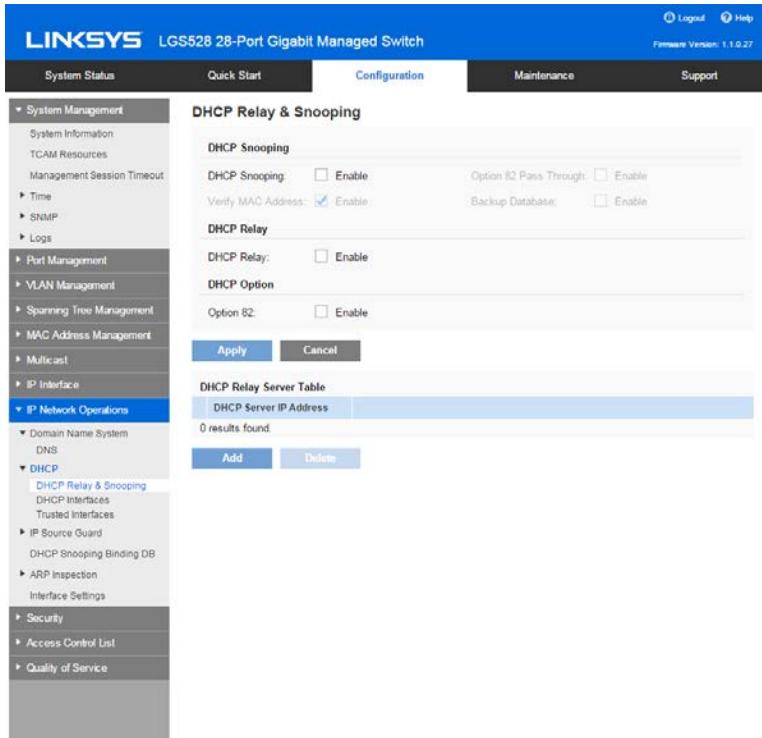 Logout Help
LINKSYS LGS528 28-Port Gigabit Managed Switch
Firmware Version: 1.1.0.27
System Status Quick Start Configuration Maintenance Support
System Management
System Information
TCAM Resources
Management Session Timeout
Time
SNMP
Logs
Port Management
VLAN Management
Spanning Tree Management
MAC Address Management
Multicast
IP Interface
IP Network Operations
Domain Name System
DNS
DHCP
DHCP Relay & Snooping
DHCP Interfaces
Trusted Interfaces
IP Source Guard
DHCP Snooping Binding DB
ARP Inspection
Interface Settings
Security
Access Control List
Quality of Service
DHCP Relay & Snooping
DHCP Snooping
DHCP Snooping: Enable Option 82 Pass Through: Enable
Verify MAC Address: Enable Backup Database: Enable
DHCP Relay
DHCP Relay: Enable
DHCP Option
Option 82: Enable
Apply Cancel
DHCP Relay Server Table
DHCP Server IP Address
0 results found.
Add Delete